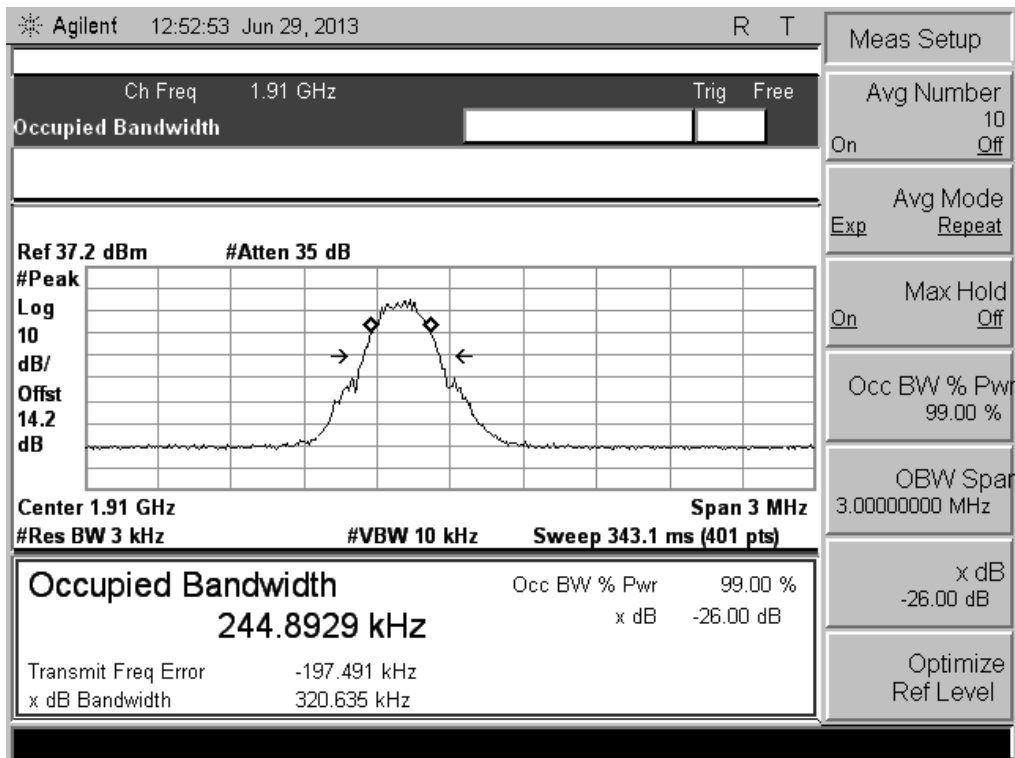 Agilent 12:52:53 Jun 29, 2013 R T
Ch Freq 1.91 GHz Trig Free
Occupied Bandwidth
Ref 37.2 dBm #Atten 35 dB
#Peak
Log
10
dB/
Offst
14.2
dB
Center 1.91 GHz Span 3 MHz
#Res BW 3 kHz #VBW 10 kHz Sweep 343.1 ms (401 pts)
Occupied Bandwidth Occ BW % Pwr 99.00 %
244.8929 kHz x dB -26.00 dB
Transmit Freq Error -197.491 kHz
x dB Bandwidth 320.635 kHz
Meas Setup
Avg Number
10
On Off
Avg Mode
Exp Repeat
Max Hold
On Off
Occ BW % Pwr
99.00 %
OBW Spar
3.00000000 MHz
x dB
-26.00 dB
Optimize
Ref Level